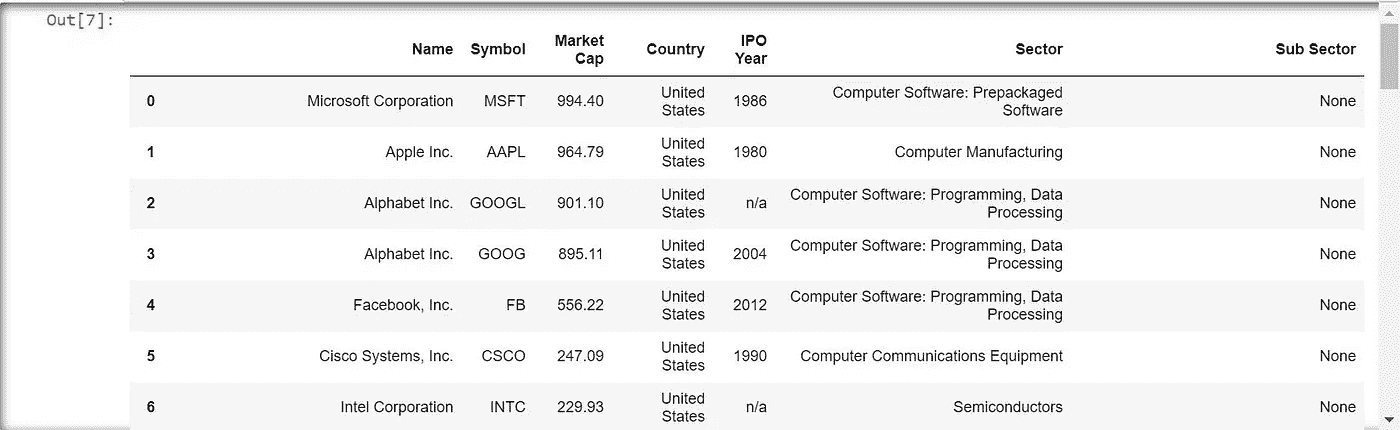 Out[7]:
Name Symbol Market Cap Country IPO Year Sector Sub Sector
0 Microsoft Corporation MSFT 994.40 United States 1986 Computer Software: Prepackaged Software None
1 Apple Inc. AAPL 964.79 United States 1980 Computer Manufacturing None
2 Alphabet Inc. GOOGL 901.10 United States n/a Computer Software: Programming, Data Processing None
3 Alphabet Inc. GOOG 895.11 United States 2004 Computer Software: Programming, Data Processing None
4 Facebook, Inc. FB 556.22 United States 2012 Computer Software: Programming, Data Processing None
5 Cisco Systems, Inc. CSCO 247.09 United States 1990 Computer Communications Equipment None
6 Intel Corporation INTC 229.93 United States n/a Semiconductors None